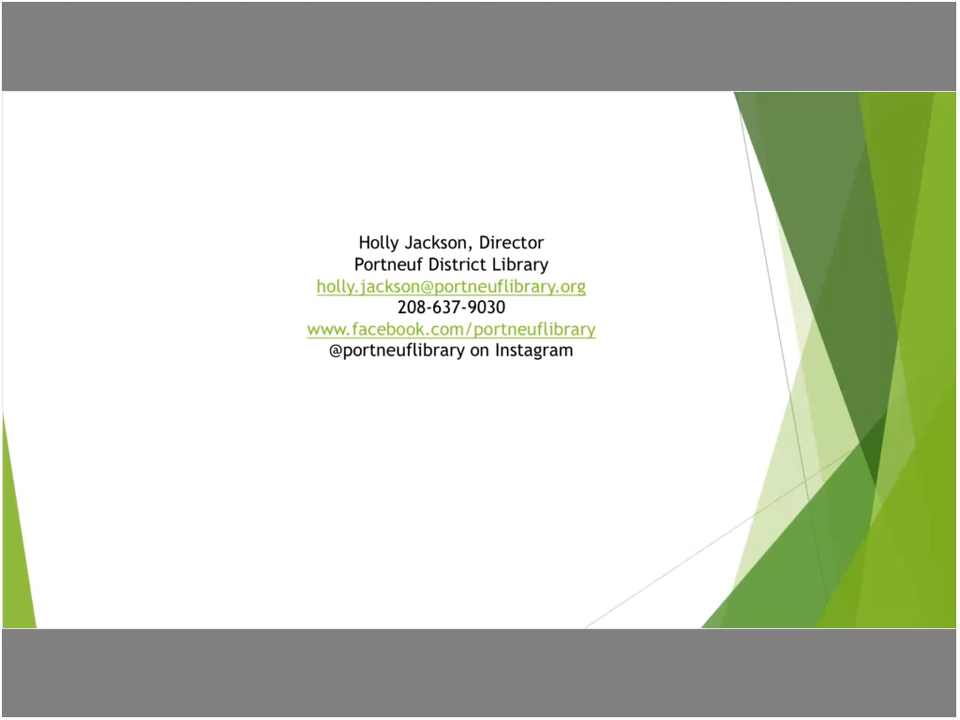 Holly Jackson, Director
Portneuf District Library
holly.jackson@portneuflibrary.org
208-637-9030
www.facebook.com/portneuflibrary
@portneuflibrary on Instagram